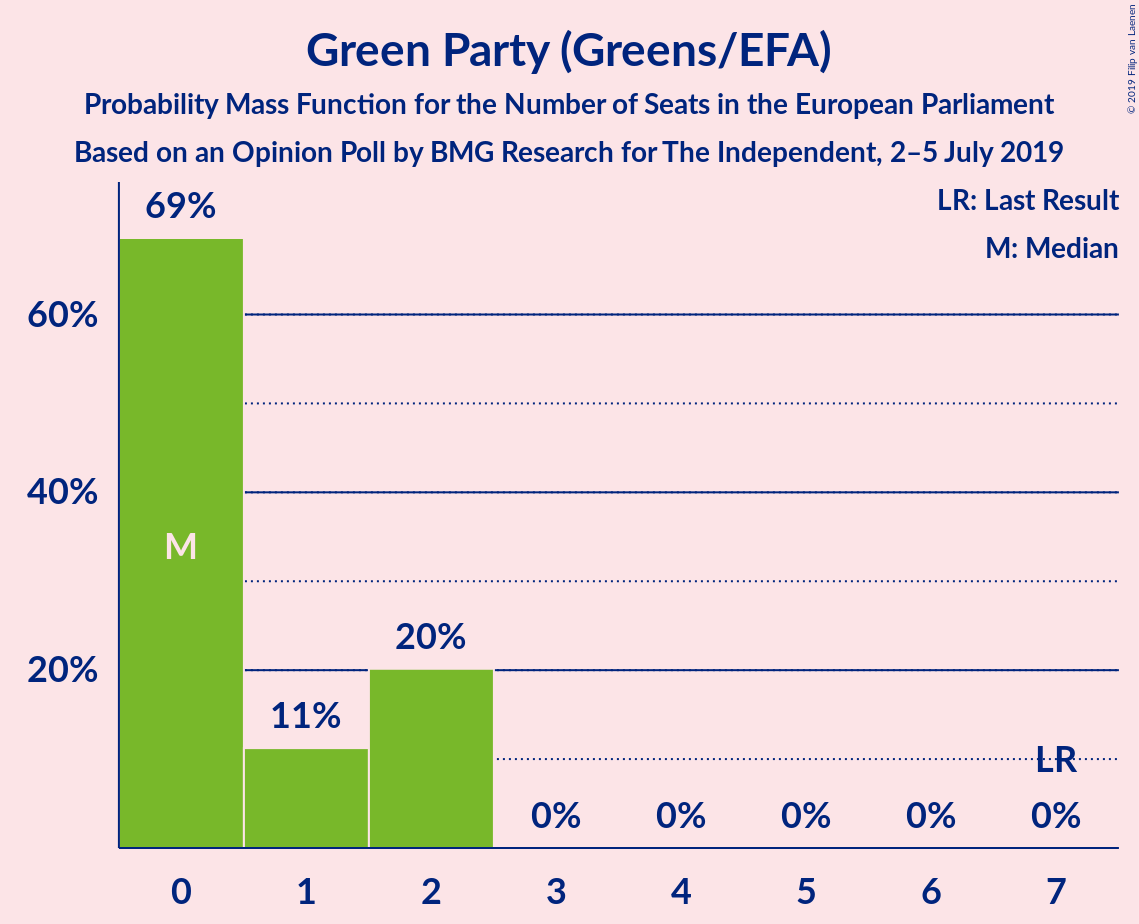 Green Party (Greens/EFA)
Probability Mass Function for the Number of Seats in the European Parliament
Based on an Opinion Poll by BMG Research for The Independent, 2–5 July 2019
© 2019 Filip van Laenen
LR: Last Result
M: Median
69%
60%
40%
M
20%
20%
11%
LR
0% 0% 0% 0% 0%
0 1 2 3 4 5 6 7